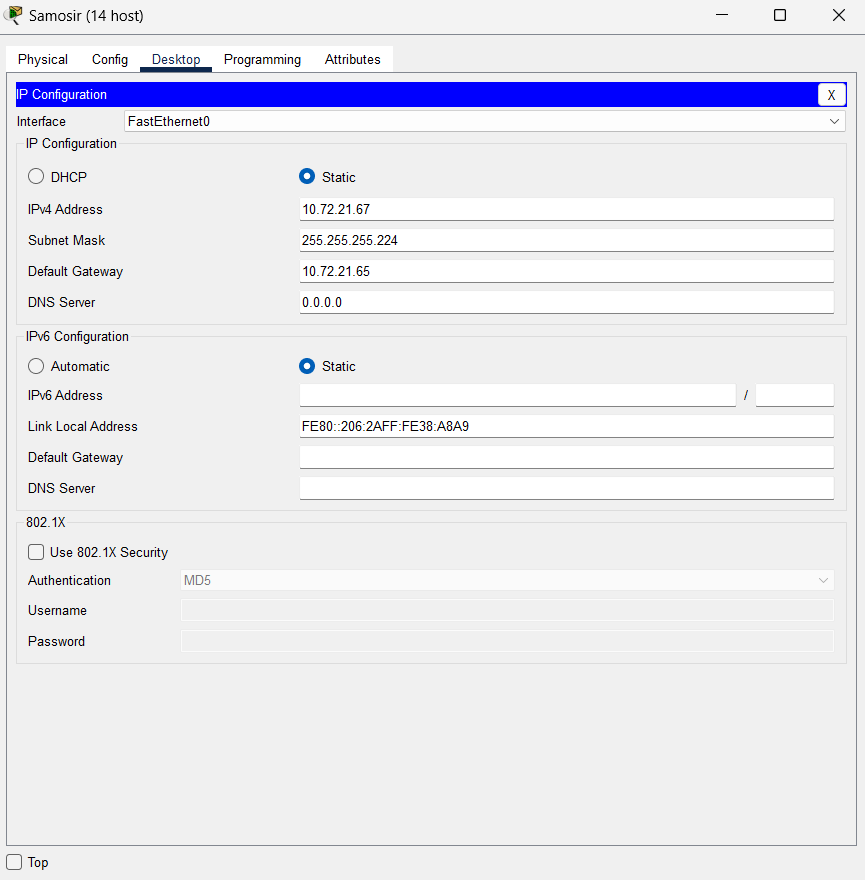 Samosir (14 host)
Physical Config Desktop Programming Attributes
IP Configuration X
Interface FastEthernet0
IP Configuration
DHCP Static
IPv4 Address 10.72.21.67
Subnet Mask 255.255.255.224
Default Gateway 10.72.21.65
DNS Server 0.0.0.0
IPv6 Configuration
Automatic Static
IPv6 Address /
Link Local Address FE80::206:2AFF:FE38:A8A9
Default Gateway
DNS Server
802.1X
Use 802.1X Security
Authentication MD5
Username
Password
Top